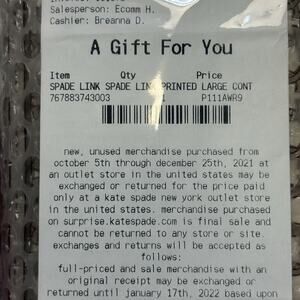 Salesperson: Ecomm H.
Cashier: Breanna D.
A Gift For You
Item Qty Price
SPADE LINK SPADE LINK PRINTED LARGE CONT
767883743003 1 P111AWR9
new, unused merchandise purchased from
october 5th through december 25th, 2021 at
an outlet store in the united states may be
exchanged or returned for the price paid
only at a kate spade new york outlet store
in the united states. merchandise purchased
on surprise.katespade.com is final sale and
cannot be returned to any store or site.
exchanges and returns will be accepted as
follows:
full-priced and sale merchandise with an
original receipt may be exchanged or
returned until january 17th, 2022 based upon